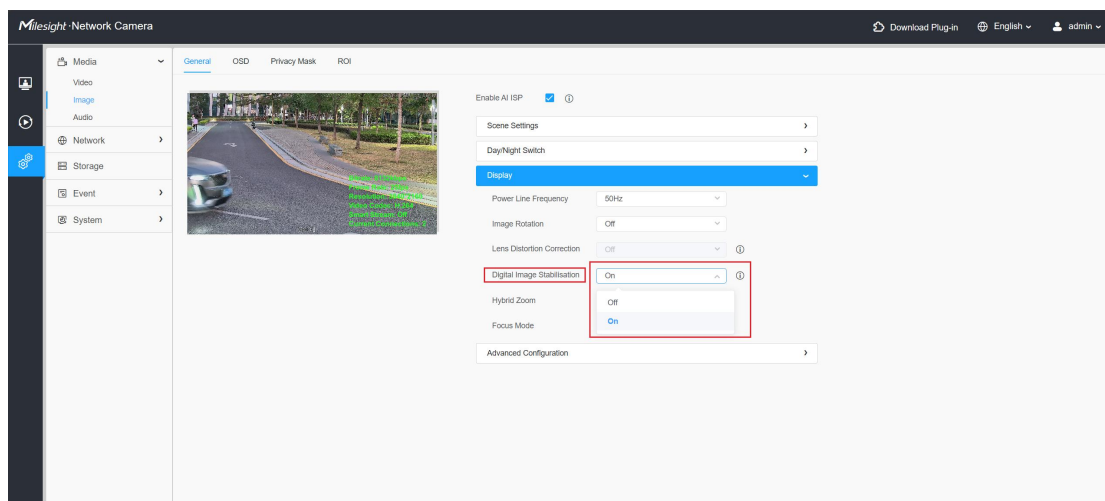 Milesight · Network Camera
Download Plug-in
English
admin
Media
Video
Image
Audio
Network
Storage
Event
System
General OSD Privacy Mask ROI
Enable AI ISP
Scene Settings
Day/Night Switch
Display
Power Line Frequency 50Hz
Image Rotation Off
Lens Distortion Correction Off
Digital Image Stabilisation On
Off
On
Hybrid Zoom
Focus Mode
Advanced Configuration